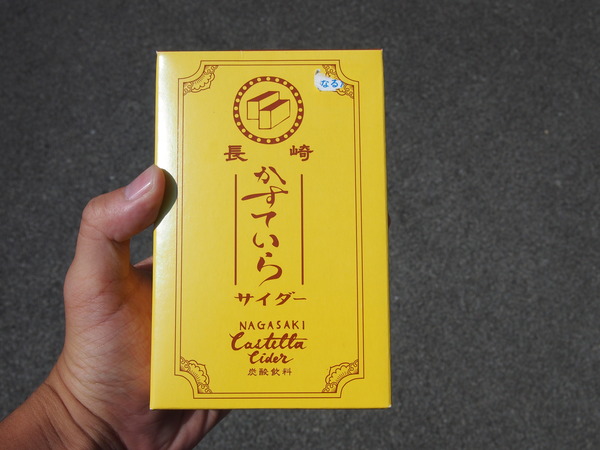 なる
長崎
かすていら
サイダー
NAGASAKI
Castella
Cider
炭酸飲料